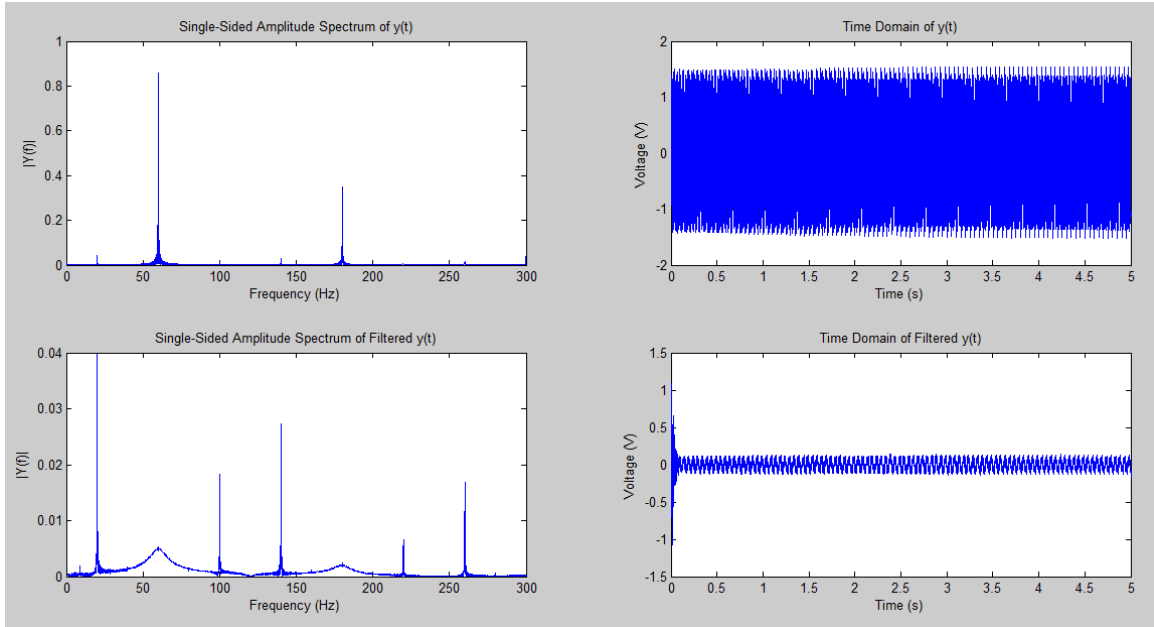 Single-Sided Amplitude Spectrum of y(t)
1
0.8
0.6
0.4
0.2
0
|Y(f)|
0 50 100 150 200 250 300
Frequency (Hz)
Time Domain of y(t)
2
1
0
-1
-2
Voltage (V)
0 0.5 1 1.5 2 2.5 3 3.5 4 4.5 5
Time (s)
Single-Sided Amplitude Spectrum of Filtered y(t)
0.04
0.03
0.02
0.01
0
|Y(f)|
0 50 100 150 200 250 300
Frequency (Hz)
Time Domain of Filtered y(t)
1.5
1
0.5
0
-0.5
-1
-1.5
Voltage (V)
0 0.5 1 1.5 2 2.5 3 3.5 4 4.5 5
Time (s)